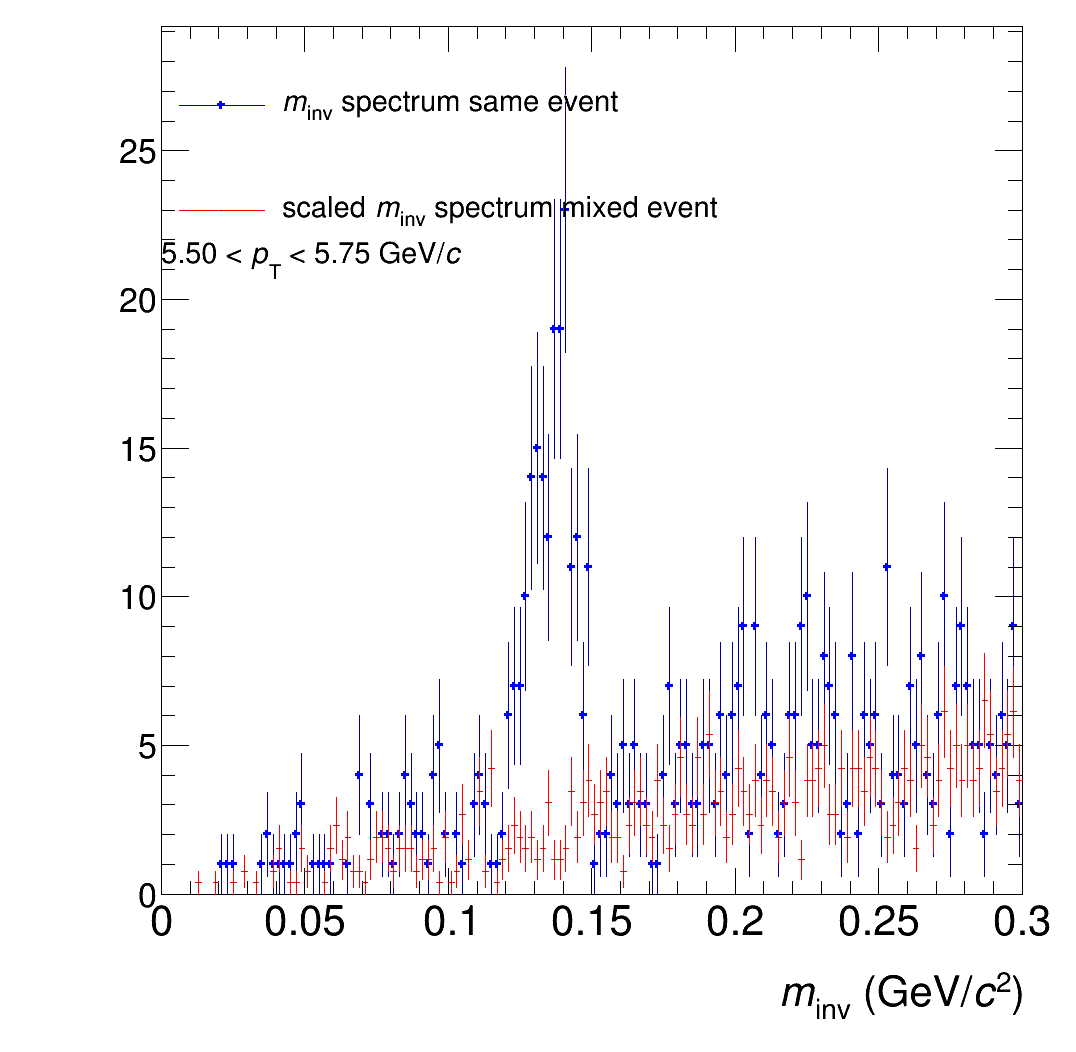 m_inv spectrum same event
25
scaled m_inv spectrum mixed event
5.50 < p_T < 5.75 GeV/c
20
15
10
5
0
0 0.05 0.1 0.15 0.2 0.25 0.3
m_inv (GeV/c²)